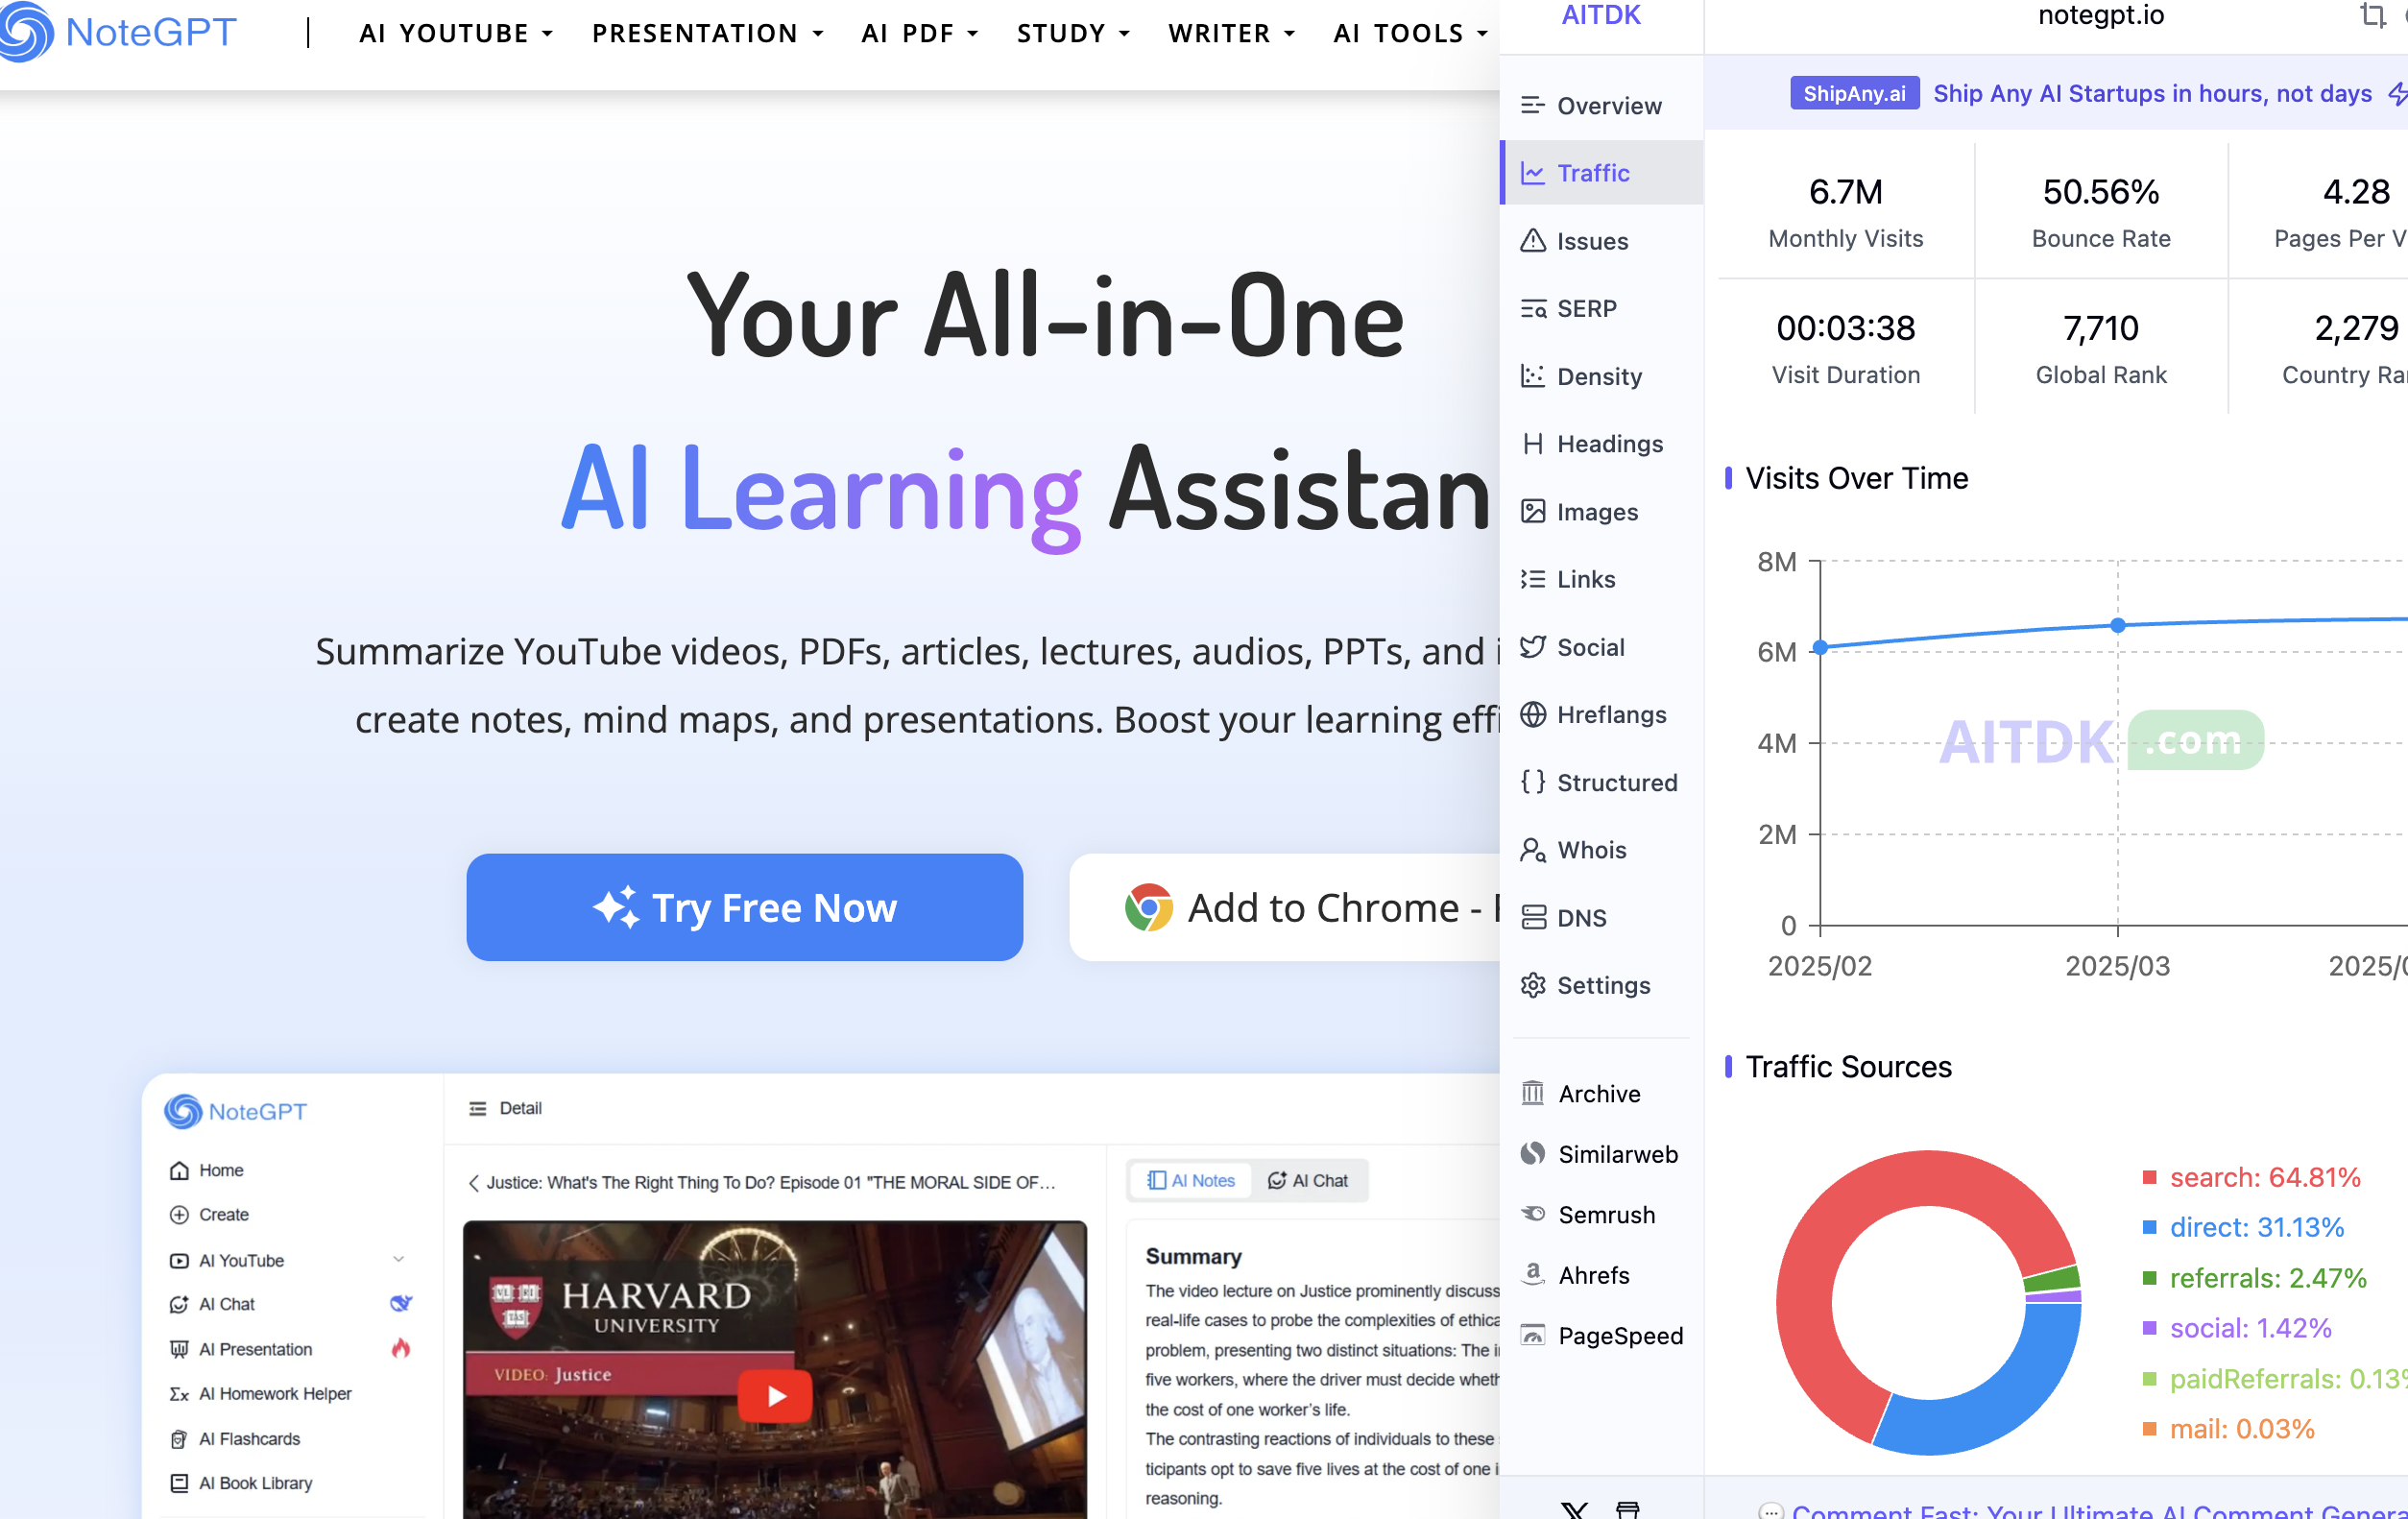 NoteGPT
AI YOUTUBE
PRESENTATION
AI PDF
STUDY
WRITER
AI TOOLS
Your All-in-One
AI Learning Assistan
Summarize YouTube videos, PDFs, articles, lectures, audios, PPTs, and i
create notes, mind maps, and presentations. Boost your learning effi
Try Free Now
Add to Chrome -
NoteGPT
Home
Create
AI YouTube
AI Chat
AI Presentation
AI Homework Helper
AI Flashcards
AI Book Library
Detail
Justice: What's The Right Thing To Do? Episode 01 "THE MORAL SIDE OF...
HARVARD
UNIVERSITY
VIDEO: Justice
AI Notes
AI Chat
Summary
The video lecture on Justice prominently discuss
real-life cases to probe the complexities of ethica
problem, presenting two distinct situations: The
five workers, where the driver must decide wheth
the cost of one worker's life.
The contrasting reactions of individuals to these
ticipants opt to save five lives at the cost of one
reasoning.
AITDK
notegpt.io
Overview
Traffic
Issues
SERP
Density
Headings
Images
Links
Social
Hreflangs
Structured
Whois
DNS
Settings
Archive
Similarweb
Semrush
Ahrefs
PageSpeed
ShipAny.ai Ship Any AI Startups in hours, not days
6.7M
Monthly Visits
50.56%
Bounce Rate
4.28
Pages Per V
00:03:38
Visit Duration
7,710
Global Rank
2,279
Country Ra
Visits Over Time
8M
6M
4M
2M
0
2025/02
2025/03
2025/0
AITDK .com
Traffic Sources
search: 64.81%
direct: 31.13%
referrals: 2.47%
social: 1.42%
paidReferrals: 0.13%
mail: 0.03%
Comment Fast: Your Ultimate AI Comment Genera